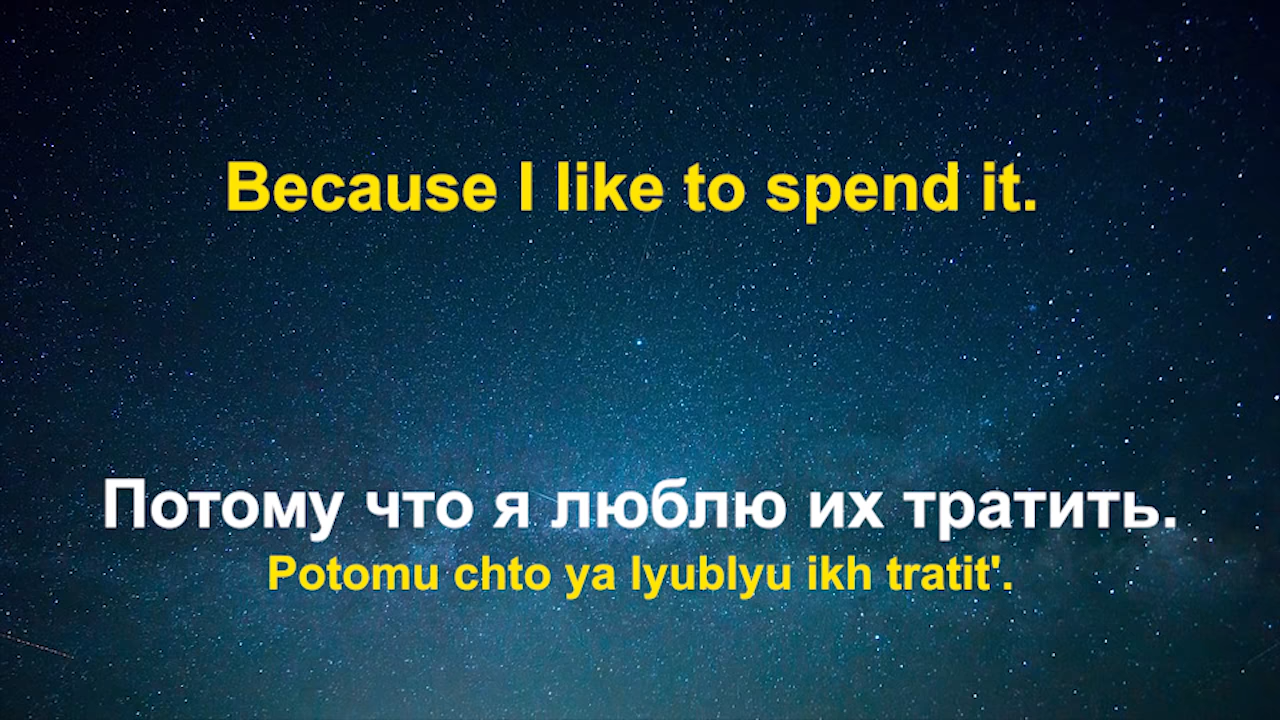 Because I like to spend it.
Потому что я люблю их тратить.
Potomu chto ya lyublyu ikh tratit'.